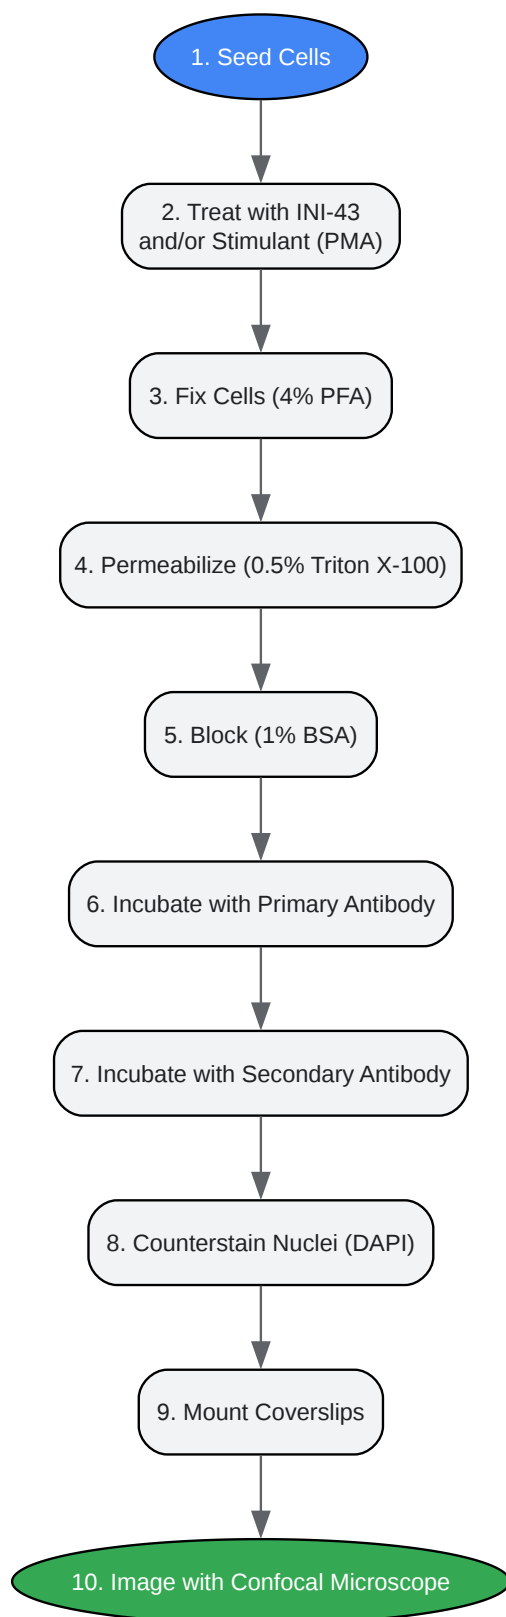 1. Seed Cells
2. Treat with INI-43
and/or Stimulant (PMA)
3. Fix Cells (4% PFA)
4. Permeabilize (0.5% Triton X-100)
5. Block (1% BSA)
6. Incubate with Primary Antibody
7. Incubate with Secondary Antibody
8. Counterstain Nuclei (DAPI)
9. Mount Coverslips
10. Image with Confocal Microscope